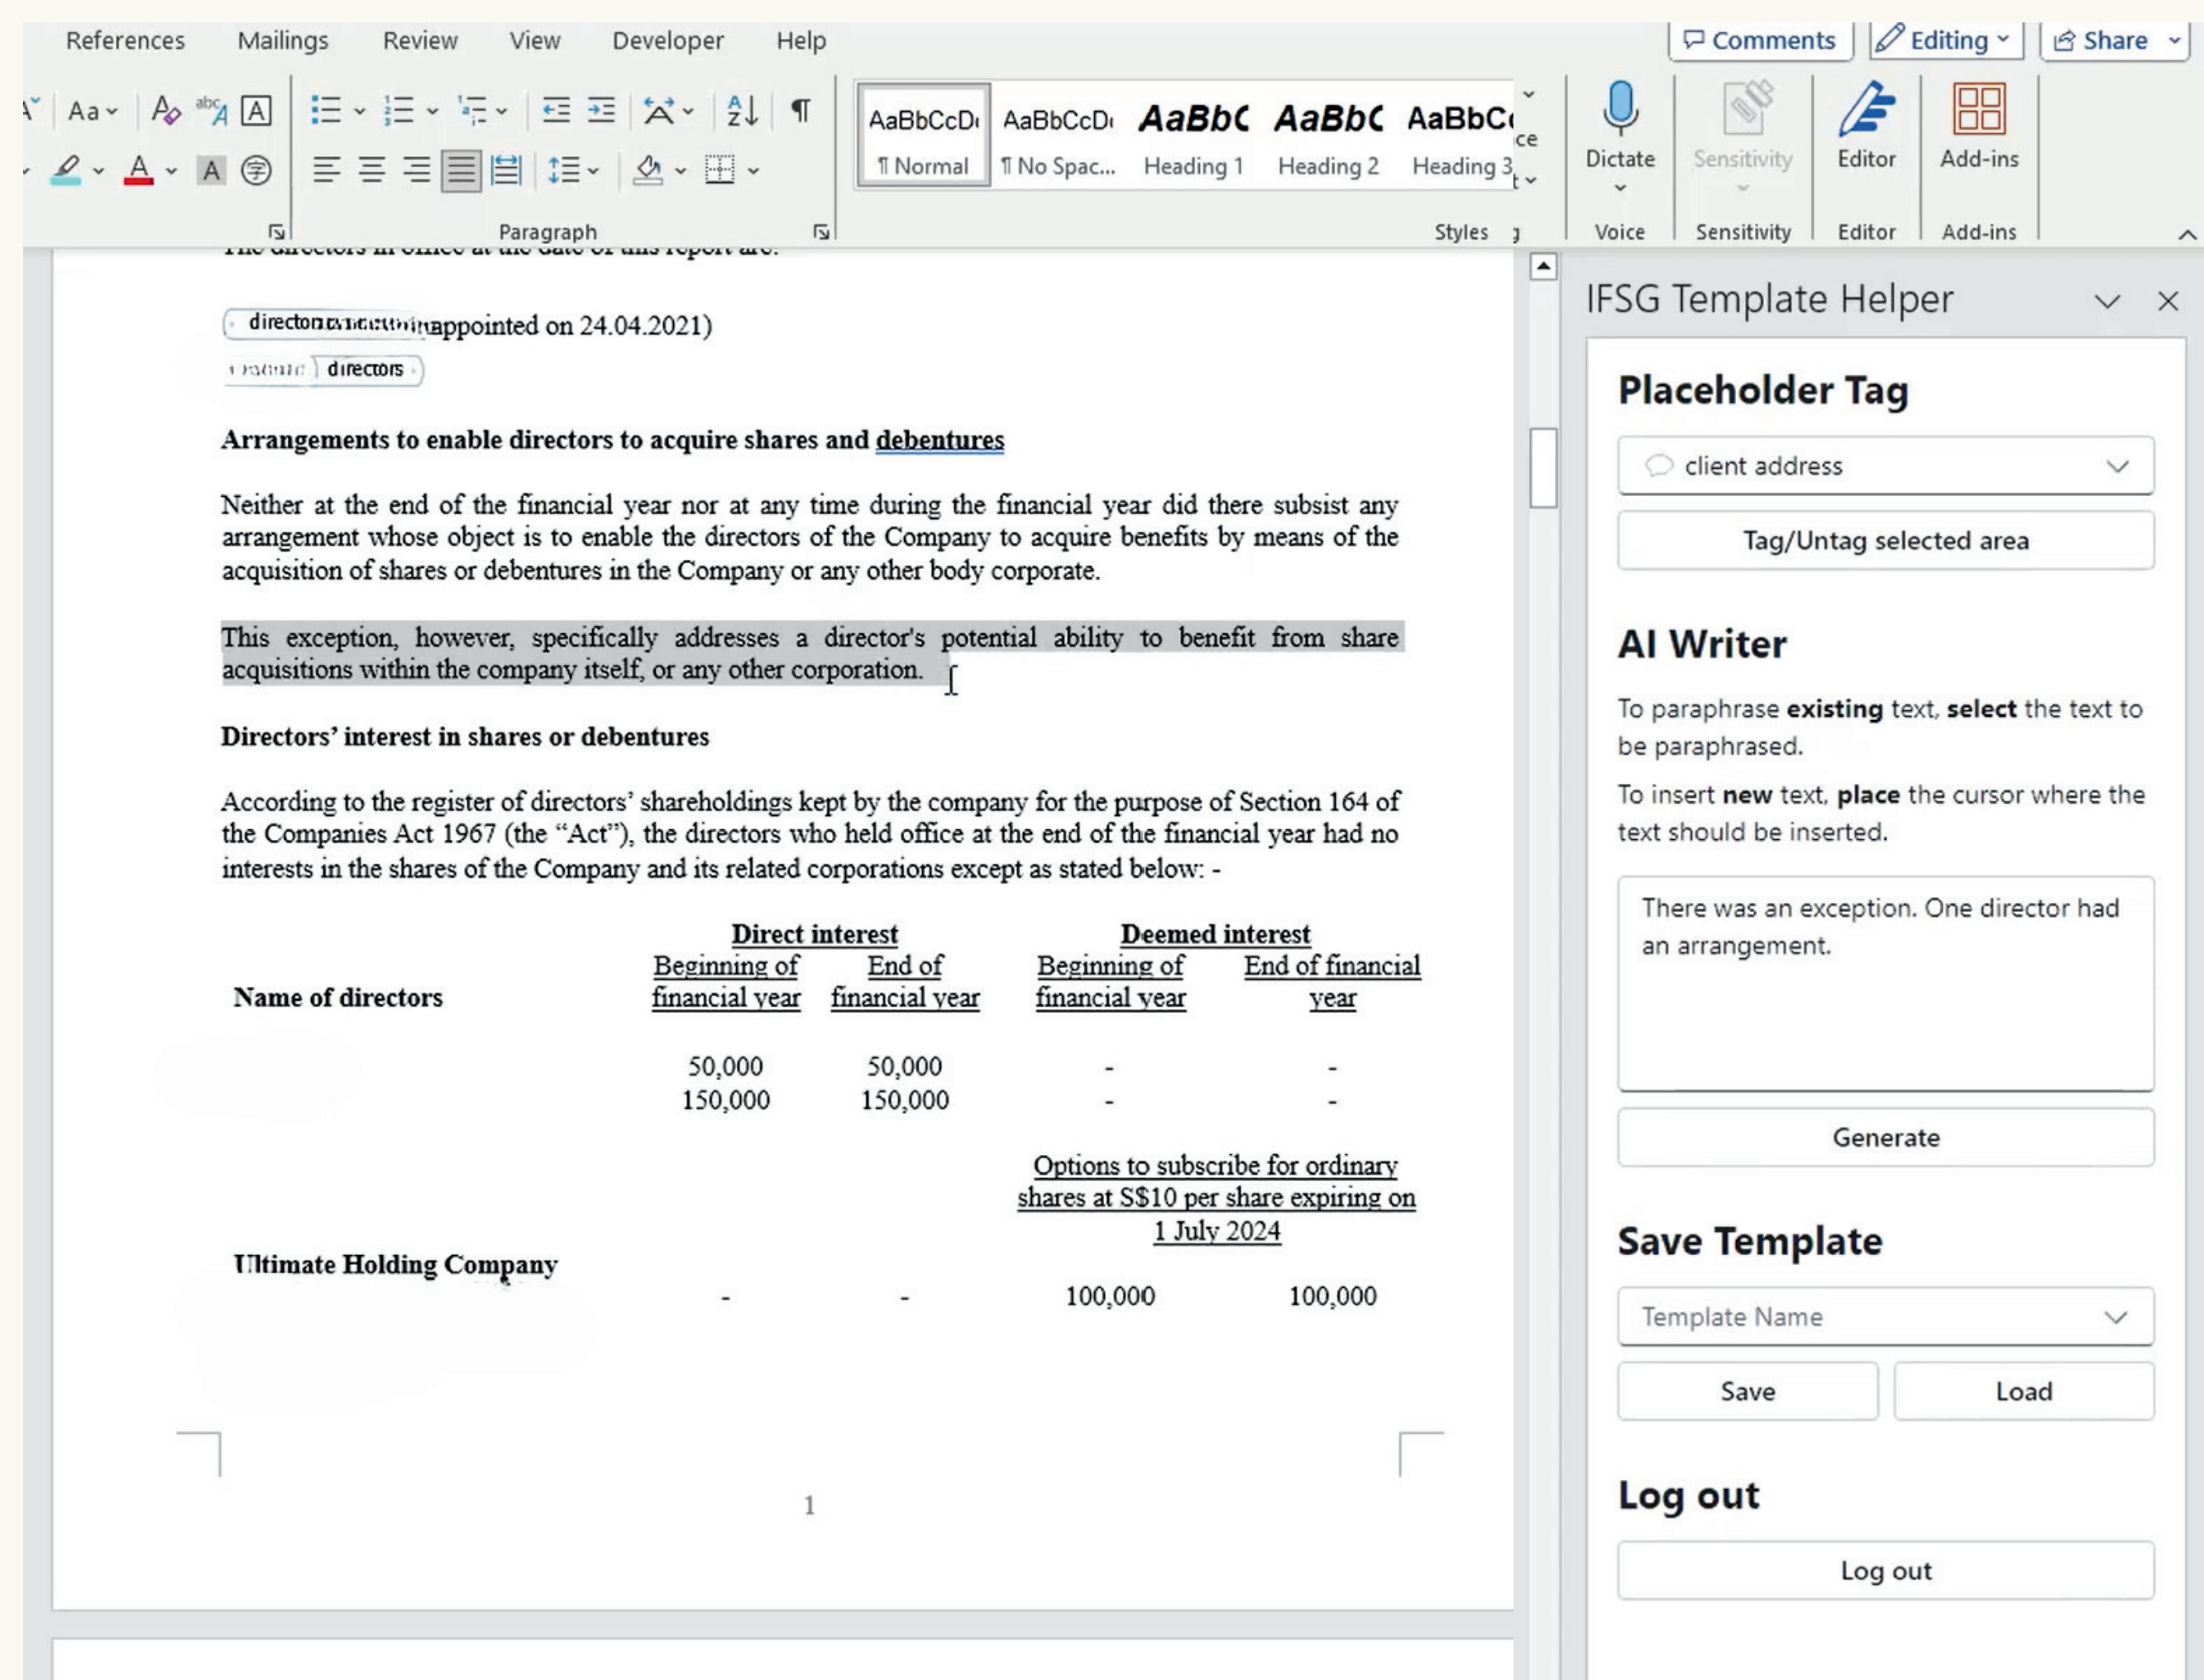 References Mailings Review View Developer Help
Comments Editing Share
Aa
AaBbCcDı AaBbCcDı AaBbC AaBbC AaBbCc
¶ Normal ¶ No Spac... Heading 1 Heading 2 Heading 3
Dictate Sensitivity Editor Add-ins
Paragraph Styles Voice Sensitivity Editor Add-ins
The directors in office at the date of this report are:
appointed on 24.04.2021)
directors
Arrangements to enable directors to acquire shares and debentures
Neither at the end of the financial year nor at any time during the financial year did there subsist any
arrangement whose object is to enable the directors of the Company to acquire benefits by means of the
acquisition of shares or debentures in the Company or any other body corporate.
This exception, however, specifically addresses a director's potential ability to benefit from share
acquisitions within the company itself, or any other corporation.
Directors’ interest in shares or debentures
According to the register of directors’ shareholdings kept by the company for the purpose of Section 164 of
the Companies Act 1967 (the “Act”), the directors who held office at the end of the financial year had no
interests in the shares of the Company and its related corporations except as stated below: -
Direct interest Deemed interest
Beginning of End of Beginning of End of financial
Name of directors financial year financial year financial year year
50,000 50,000 - -
150,000 150,000 - -
Options to subscribe for ordinary
shares at S$10 per share expiring on
1 July 2024
Ultimate Holding Company
- - 100,000 100,000
1
IFSG Template Helper
Placeholder Tag
client address
Tag/Untag selected area
AI Writer
To paraphrase existing text, select the text to
be paraphrased.
To insert new text, place the cursor where the
text should be inserted.
There was an exception. One director had
an arrangement.
Generate
Save Template
Template Name
Save Load
Log out
Log out